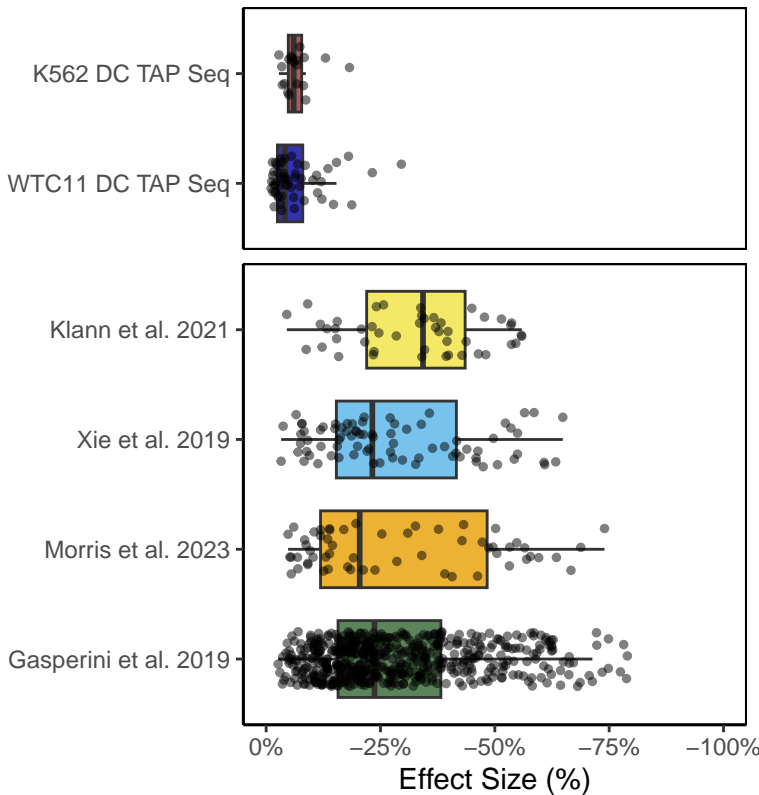 K562 DC TAP Seq
WTC11 DC TAP Seq
Klann et al. 2021
Xie et al. 2019
Morris et al. 2023
Gasperini et al. 2019
0% −25% −50% −75% −100%
Effect Size (%)